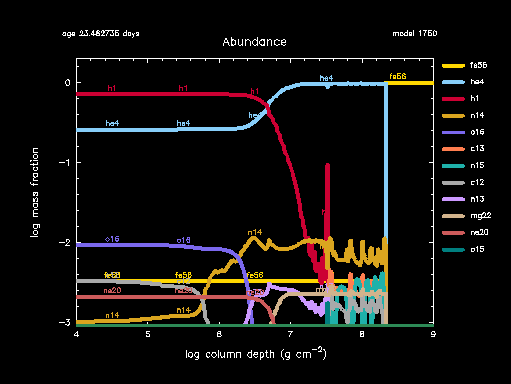 age 23.482735 days
model 1750
Abundance
fe56
he4
h1
n14
o16
c13
n15
c12
n13
mg22
ne20
o15
he4
fe56
h1
h1
h1
he4
he4
he4
n14
o16
o16
fe56
fe56
fe56
ne20
n14
n14
0
−1
−2
−3
4
5
6
7
8
9
log mass fraction
log column depth (g cm−2)